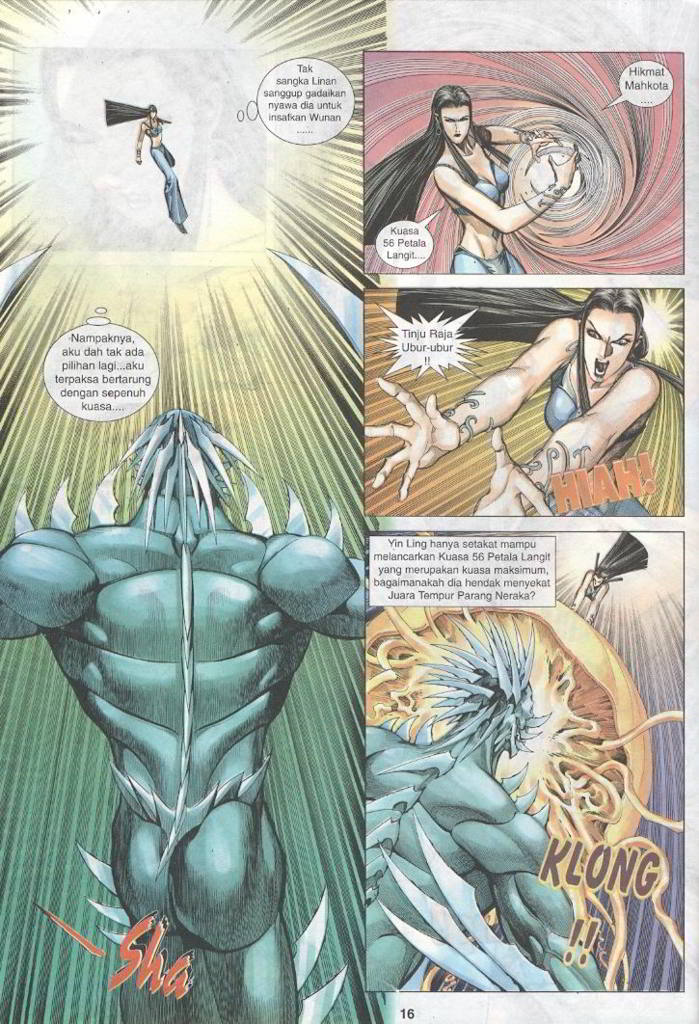 Tak
sangka Linan
sanggup gadaikan
nyawa dia untuk
insafkan Wunan
......
Nampaknya,
aku dah tak ada
pilihan lagi...aku
terpaksa bertarung
dengan sepenuh
kuasa....
Sha
Hikmat
Mahkota
....
Kuasa
56 Petala
Langit....
Tinju Raja
Ubur-ubur
!!
HIAH!
Yin Ling hanya setakat mampu
melancarkan Kuasa 56 Petala Langit
yang merupakan kuasa maksimum,
bagaimanakah dia hendak menyekat
Juara Tempur Parang Neraka?
KLONG
!!
16